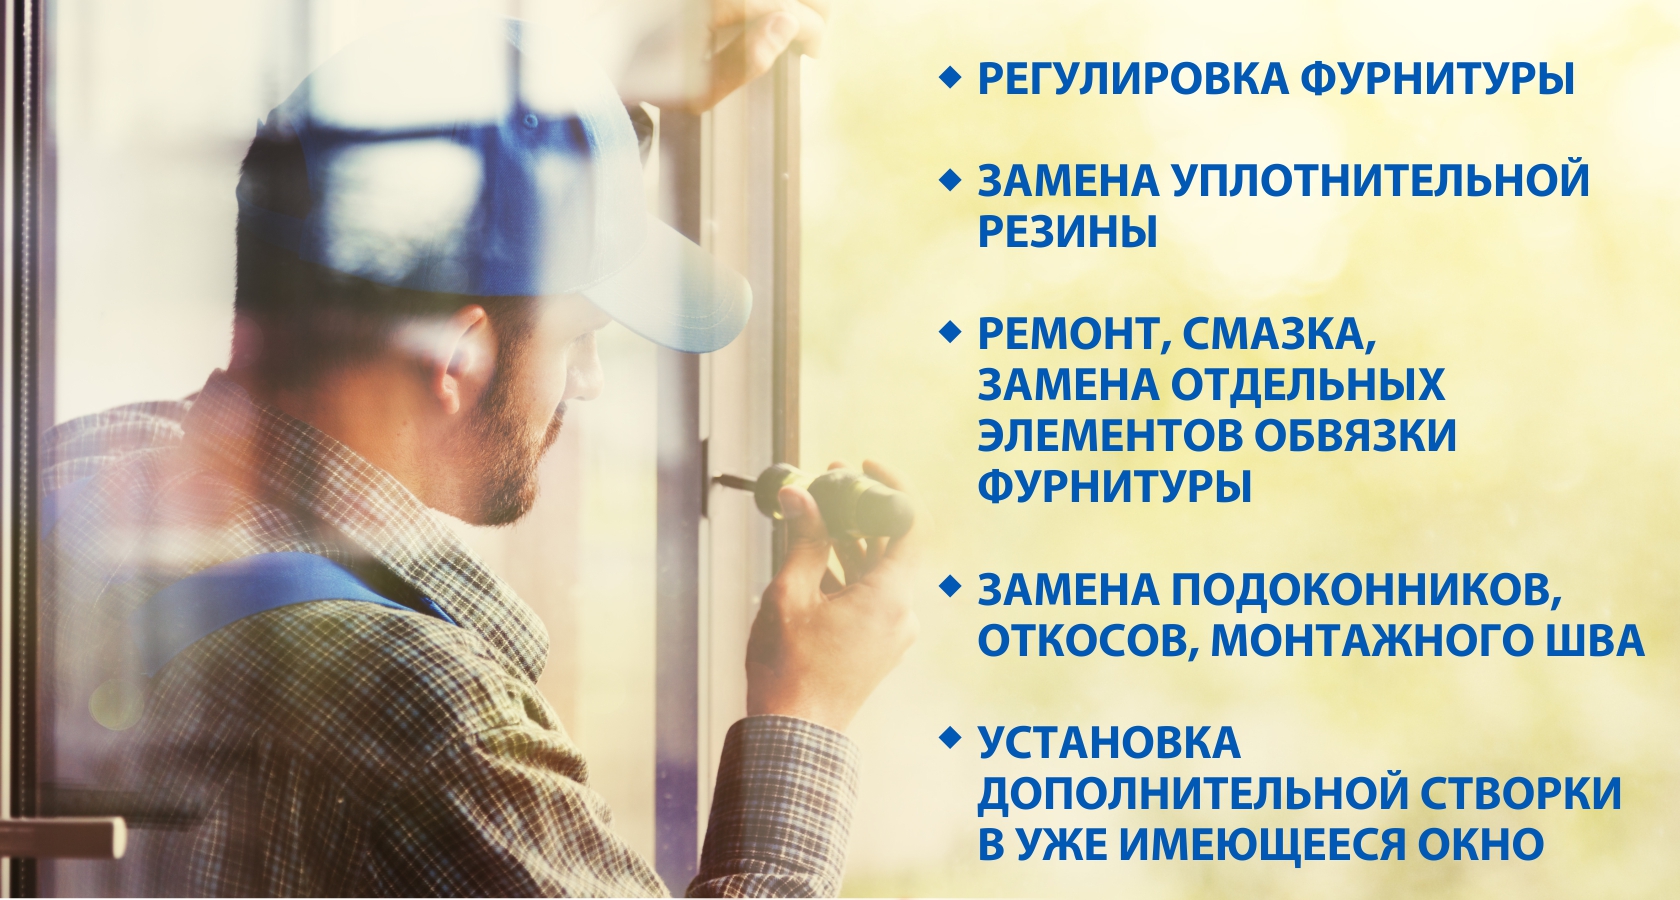 РЕГУЛИРОВКА ФУРНИТУРЫ
ЗАМЕНА УПЛОТНИТЕЛЬНОЙ
РЕЗИНЫ
РЕМОНТ, СМАЗКА,
ЗАМЕНА ОТДЕЛЬНЫХ
ЭЛЕМЕНТОВ ОБВЯЗКИ
ФУРНИТУРЫ
ЗАМЕНА ПОДОКОННИКОВ,
ОТКОСОВ, МОНТАЖНОГО ШВА
УСТАНОВКА
ДОПОЛНИТЕЛЬНОЙ СТВОРКИ
В УЖЕ ИМЕЮЩЕЕСЯ ОКНО